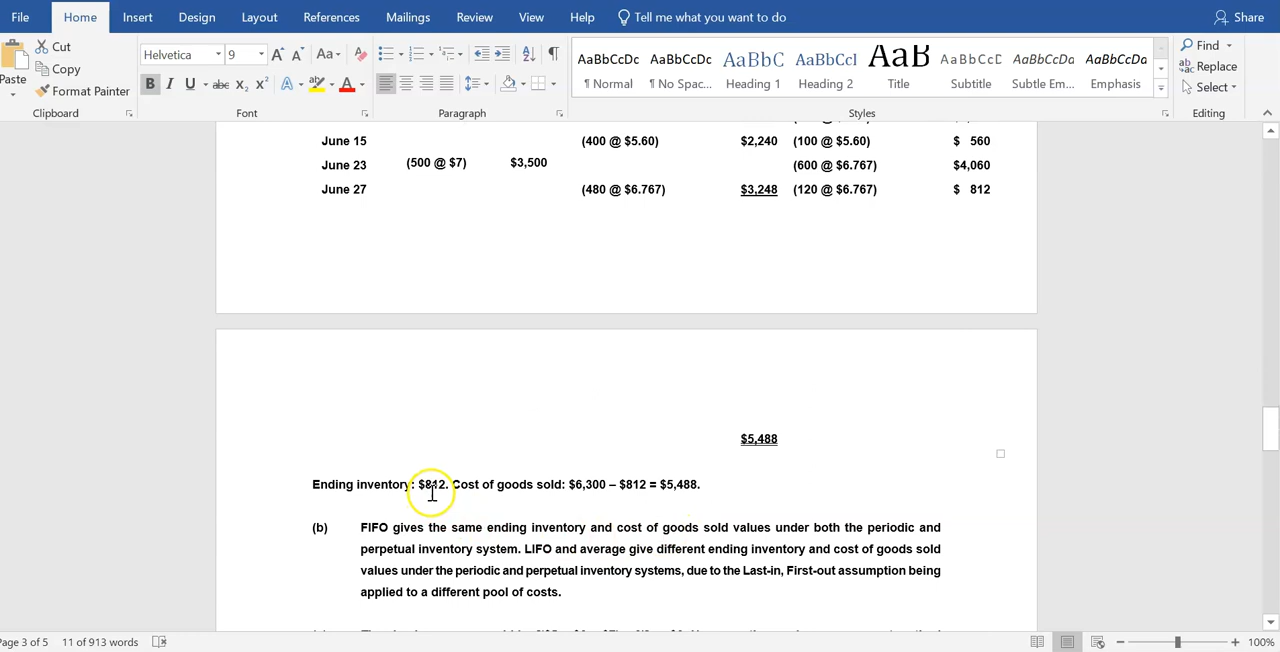 File Home Insert Design Layout References Mailings Review View Help Tell me what you want to do Share
Cut
Copy
Format Painter
Paste
Clipboard
Helvetica 9 Aa
B I U abc X2 X2 A A
Font
Paragraph
AaBbCcDc AaBbCcDc AaBbC AaBbCcI AaB AaBbCcD AaBbCcDa AaBbCcDa
¶ Normal ¶ No Spac... Heading 1 Heading 2 Title Subtitle Subtle Em... Emphasis
Styles
Find
Replace
Select
Editing
June 15 (400 @ $5.60) $2,240 (100 @ $5.60) $ 560
June 23 (500 @ $7) $3,500 (600 @ $6.767) $4,060
June 27 (480 @ $6.767) $3,248 (120 @ $6.767) $ 812
$5,488
Ending inventory: $812. Cost of goods sold: $6,300 – $812 = $5,488.
(b) FIFO gives the same ending inventory and cost of goods sold values under both the periodic and
perpetual inventory system. LIFO and average give different ending inventory and cost of goods sold
values under the periodic and perpetual inventory systems, due to the Last-in, First-out assumption being
applied to a different pool of costs.
Page 3 of 5 11 of 913 words 100%